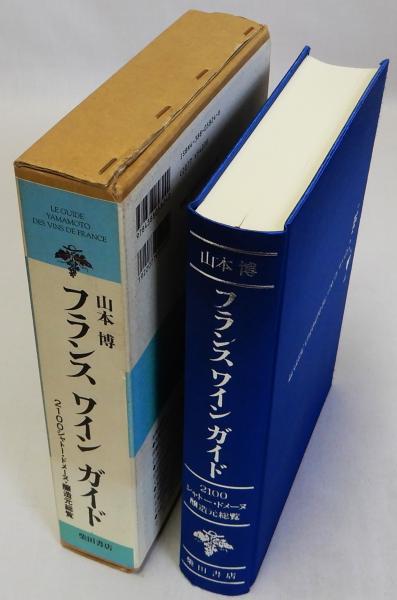 LE GUIDE
YAMAMOTO
DES VINS DE FRANCE
山本 博
フランス ワイン ガイド
2100シャトー・ドメーヌ・醸造元総覧
柴田書店
山本 博
フランス ワイン ガイド
2100
シャトー・ドメーヌ
醸造元総覧
柴田書店